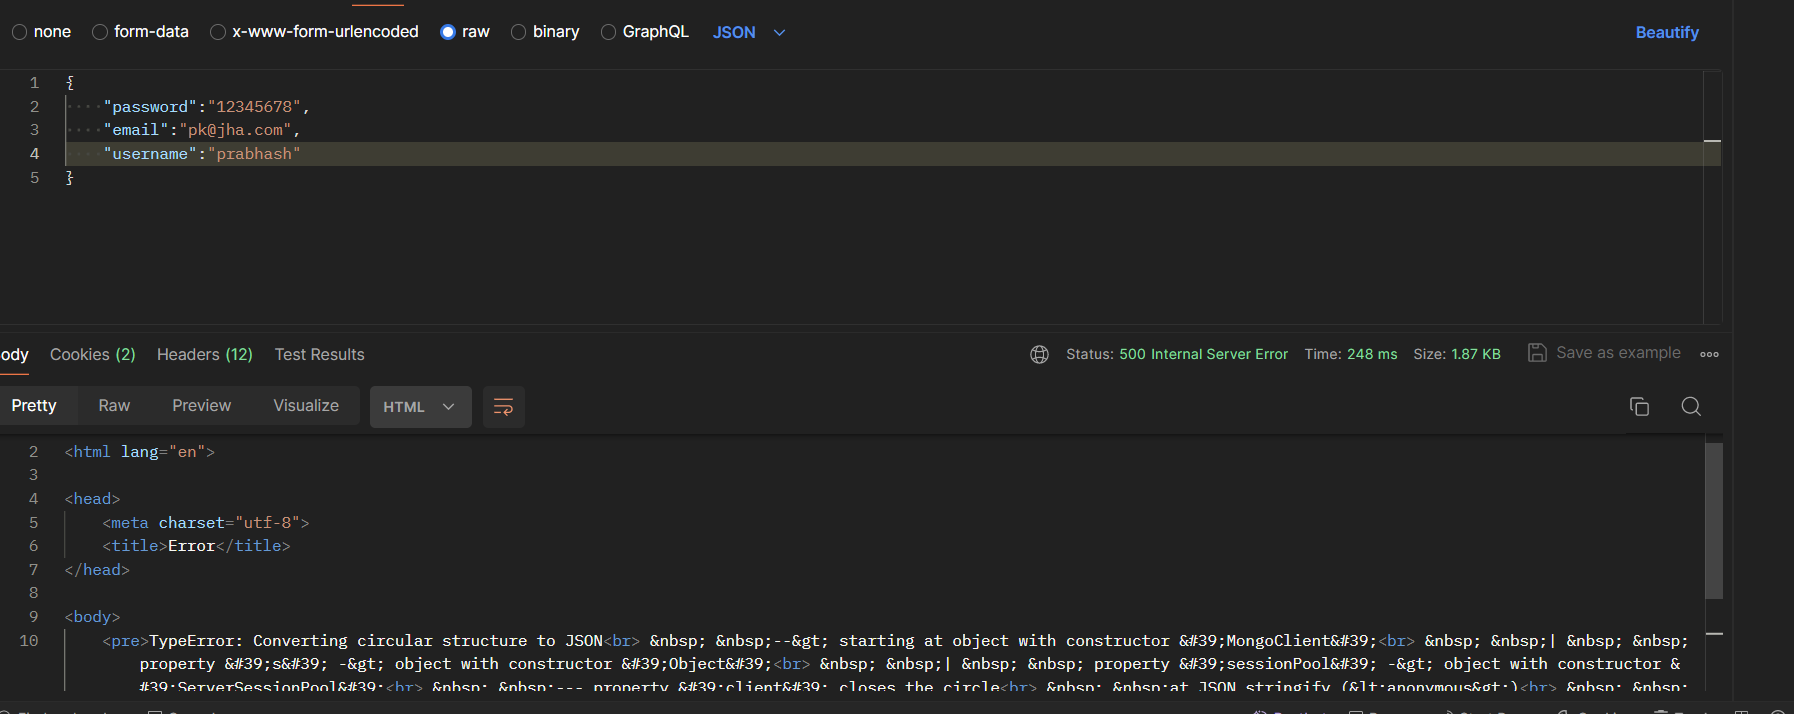 none form-data x-www-form-urlencoded raw binary GraphQL JSON Beautify
1 {
2 "password":"12345678",
3 "email":"pk@jha.com",
4 "username":"prabhash"
5 }
ody Cookies (2) Headers (12) Test Results Status: 500 Internal Server Error Time: 248 ms Size: 1.87 KB Save as example
Pretty Raw Preview Visualize HTML
2 <html lang="en">
3
4 <head>
5 <meta charset="utf-8">
6 <title>Error</title>
7 </head>
8
9 <body>
10 <pre>TypeError: Converting circular structure to JSON<br> &nbsp; &nbsp;--&gt; starting at object with constructor &#39;MongoClient&#39;<br> &nbsp; &nbsp;| &nbsp; &nbsp;
property &#39;s&#39; -&gt; object with constructor &#39;Object&#39;<br> &nbsp; &nbsp;| &nbsp; &nbsp; property &#39;sessionPool&#39; -&gt; object with constructor &
#39;ServerSessionPool&#39;<br> &nbsp; &nbsp;--- property &#39;client&#39; closes the circle<br> &nbsp; &nbsp;at JSON.stringify (&lt;anonymous&gt;)<br> &nbsp; &nbsp;